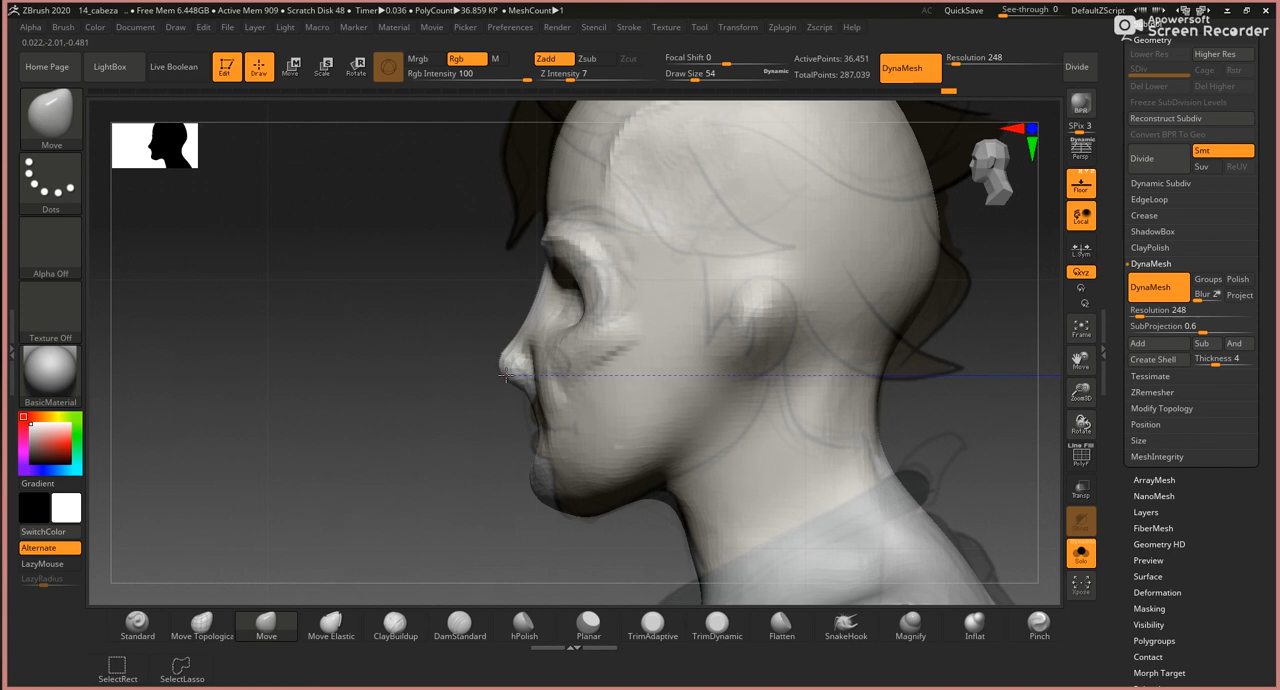 ZBrush 2020 14_cabeza .. ● Free Mem 6.448GB ● Active Mem 909 ● Scratch Disk 48 ● Timer▶0.036 ● PolyCount▶36.859 KP ● MeshCount▶1
AC QuickSave See-through 0 DefaultZScript
Apowersoft
Screen Recorder
Alpha Brush Color Document Draw Edit File Layer Light Macro Marker Material Movie Picker Preferences Render Stencil Stroke Texture Tool Transform Zplugin Zscript Help
0.022,-2.01,-0.481
Home Page LightBox Live Boolean
Edit Draw Move Scale Rotate
Mrgb Rgb M
Rgb Intensity 100
Zadd Zsub Zcut
Z Intensity 7
Focal Shift 0
Draw Size 54 Dynamic
ActivePoints: 36,451
TotalPoints: 287,039
DynaMesh
Resolution 248
Divide
Move
Dots
Alpha Off
Texture Off
BasicMaterial
Gradient
SwitchColor
Alternate
LazyMouse
LazyRadius
BPR
SPix 3
Dynamic
Persp
Floor
Local
L.Sym
Frame
Move
Zoom3D
Rotate
Line Fill
PolyF
Transp
Solo
Xpose
Geometry
Lower Res Higher Res
SDiv Cage Rstr
Del Lower Del Higher
Freeze SubDivision Levels
Reconstruct Subdiv
Convert BPR To Geo
Divide
Smt
Suv ReUV
Dynamic Subdiv
EdgeLoop
Crease
ShadowBox
ClayPolish
DynaMesh
DynaMesh
Groups Polish
Blur 2 Project
Resolution 248
SubProjection 0.6
Add Sub And
Create Shell Thickness 4
Tessimate
ZRemesher
Modify Topology
Position
Size
MeshIntegrity
ArrayMesh
NanoMesh
Layers
FiberMesh
Geometry HD
Preview
Surface
Deformation
Masking
Visibility
Polygroups
Contact
Morph Target
Standard Move Topologica Move Move Elastic ClayBuildup DamStandard hPolish Planar TrimAdaptive TrimDynamic Flatten SnakeHook Magnify Inflat Pinch
SelectRect SelectLasso